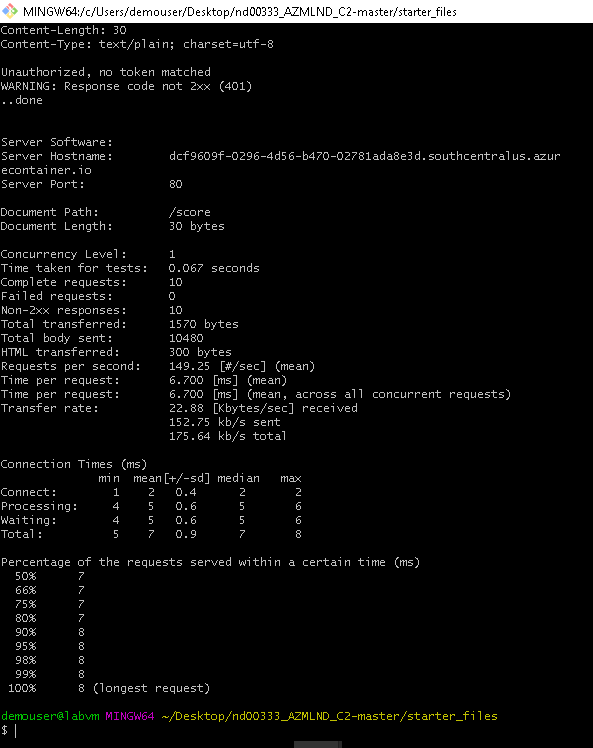 MINGW64:/c/Users/demouser/Desktop/nd00333_AZMLND_C2-master/starter_files
Content-Length: 30
Content-Type: text/plain; charset=utf-8
Unauthorized, no token matched
WARNING: Response code not 2xx (401)
..done
Server Software:
Server Hostname: dcf9609f-0296-4d56-b470-02781ada8e3d.southcentralus.azur
econtainer.io
Server Port: 80
Document Path: /score
Document Length: 30 bytes
Concurrency Level: 1
Time taken for tests: 0.067 seconds
Complete requests: 10
Failed requests: 0
Non-2xx responses: 10
Total transferred: 1570 bytes
Total body sent: 10480
HTML transferred: 300 bytes
Requests per second: 149.25 [#/sec] (mean)
Time per request: 6.700 [ms] (mean)
Time per request: 6.700 [ms] (mean, across all concurrent requests)
Transfer rate: 22.88 [Kbytes/sec] received
152.75 kb/s sent
175.64 kb/s total
Connection Times (ms)
min mean[+/-sd] median max
Connect: 1 2 0.4 2 2
Processing: 4 5 0.6 5 6
Waiting: 4 5 0.6 5 6
Total: 5 7 0.9 7 8
Percentage of the requests served within a certain time (ms)
50% 7
66% 7
75% 7
80% 7
90% 8
95% 8
98% 8
99% 8
100% 8 (longest request)
demouser@labvm MINGW64 ~/Desktop/nd00333_AZMLND_C2-master/starter_files
$